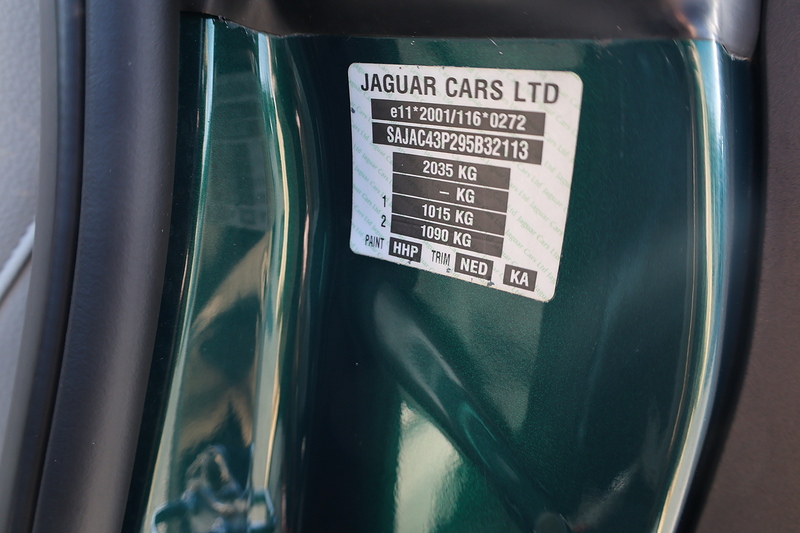 JAGUAR CARS LTD
e11*2001/116*0272
SAJAC43P295B32113
2035 KG
– KG
1 1015 KG
2 1090 KG
PAINT HHP TRIM NED KA